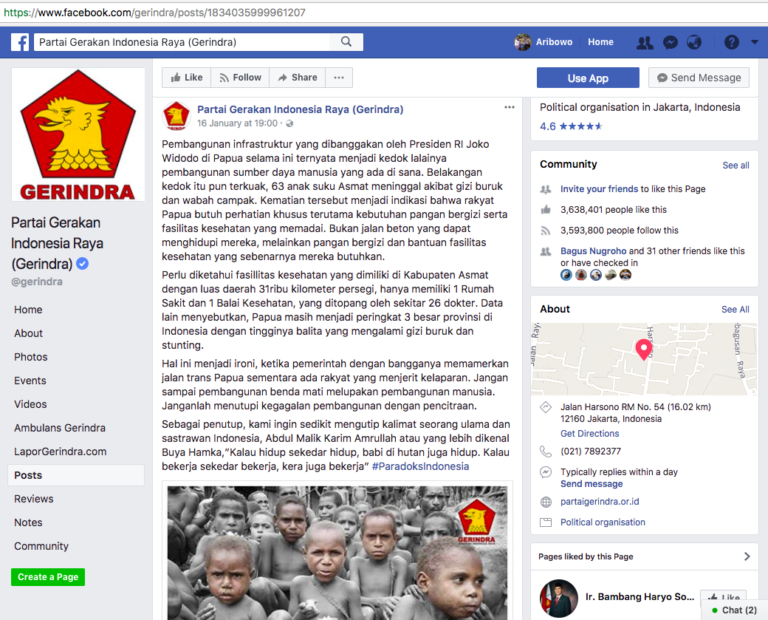 https://www.facebook.com/gerindra/posts/1834035999961207
Partai Gerakan Indonesia Raya (Gerindra)
Aribowo
Home
GERINDRA
Partai Gerakan
Indonesia Raya
(Gerindra)
@gerindra
Home
About
Photos
Events
Videos
Ambulans Gerindra
LaporGerindra.com
Posts
Reviews
Notes
Community
Create a Page
Like
Follow
Share
Use App
Send Message
Partai Gerakan Indonesia Raya (Gerindra)
16 January at 19:00 ·
Pembangunan infrastruktur yang dibanggakan oleh Presiden RI Joko
Widodo di Papua selama ini ternyata menjadi kedok lalainya
pembangunan sumber daya manusia yang ada di sana. Belakangan
kedok itu pun terkuak, 63 anak suku Asmat meninggal akibat gizi buruk
dan wabah campak. Kematian tersebut menjadi indikasi bahwa rakyat
Papua butuh perhatian khusus terutama kebutuhan pangan bergizi serta
fasilitas kesehatan yang memadai. Bukan jalan beton yang dapat
menghidupi mereka, melainkan pangan bergizi dan bantuan fasilitas
kesehatan yang sebenarnya mereka butuhkan.
Perlu diketahui fasillitas kesehatan yang dimiliki di Kabupaten Asmat
dengan luas daerah 31ribu kilometer persegi, hanya memiliki 1 Rumah
Sakit dan 1 Balai Kesehatan, yang ditopang oleh sekitar 26 dokter. Data
lain menyebutkan, Papua masih menjadi peringkat 3 besar provinsi di
Indonesia dengan tingginya balita yang mengalami gizi buruk dan
stunting.
Hal ini menjadi ironi, ketika pemerintah dengan bangganya memamerkan
jalan trans Papua sementara ada rakyat yang menjerit kelaparan. Jangan
sampai pembangunan benda mati melupakan pembangunan manusia.
Janganlah menutupi kegagalan pembangunan dengan pencitraan.
Sebagai penutup, kami ingin sedikit mengutip kalimat seorang ulama dan
sastrawan Indonesia, Abdul Malik Karim Amrullah atau yang lebih dikenal
Buya Hamka,"Kalau hidup sekedar hidup, babi di hutan juga hidup. Kalau
bekerja sekedar bekerja, kera juga bekerja" #ParadoksIndonesia
GERINDRA
Political organisation in Jakarta, Indonesia
4.6
Community
See all
Invite your friends to like this Page
3,638,401 people like this
3,593,800 people follow this
Bagus Nugroho and 31 other friends like this
or have checked in
About
See All
Jalan Raya
Harsono
bagusan Raya
Jalan Harsono RM No. 54 (16.02 km)
12160 Jakarta, Indonesia
Get Directions
(021) 7892377
Typically replies within a day
Send Message
partaigerindra.or.id
Political organisation
Pages liked by this Page
Ir. Bambang Haryo So...
Like
Chat (2)